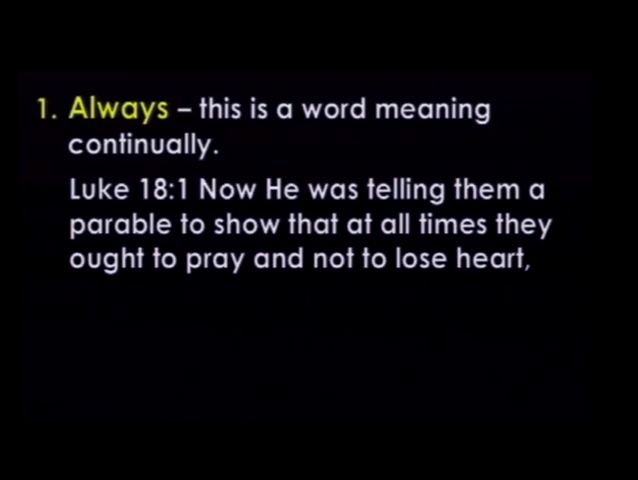 1. Always – this is a word meaning
continually.
Luke 18:1 Now He was telling them a
parable to show that at all times they
ought to pray and not to lose heart,